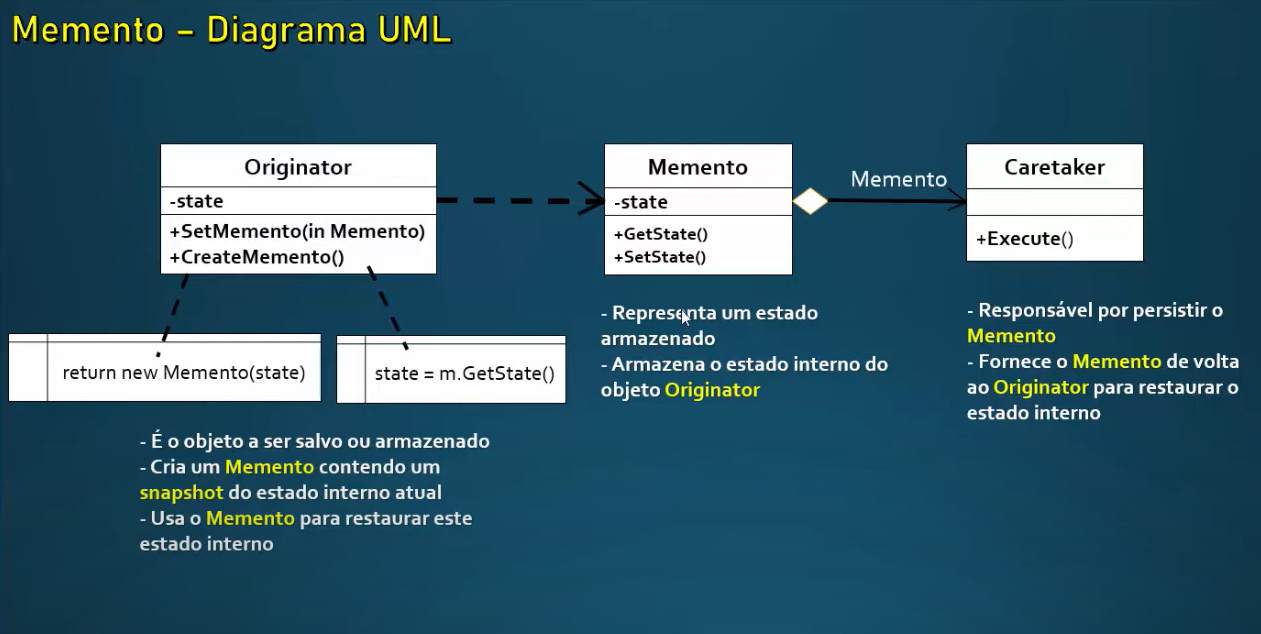 Memento – Diagrama UML
Originator
-state
+SetMemento(in Memento)
+CreateMemento()
return new Memento(state)
state = m.GetState()
- É o objeto a ser salvo ou armazenado
- Cria um Memento contendo um
snapshot do estado interno atual
- Usa o Memento para restaurar este
estado interno
Memento
-state
+GetState()
+SetState()
- Representa um estado
armazenado
- Armazena o estado interno do
objeto Originator
Memento
Caretaker
+Execute()
- Responsável por persistir o
Memento
- Fornece o Memento de volta
ao Originator para restaurar o
estado interno